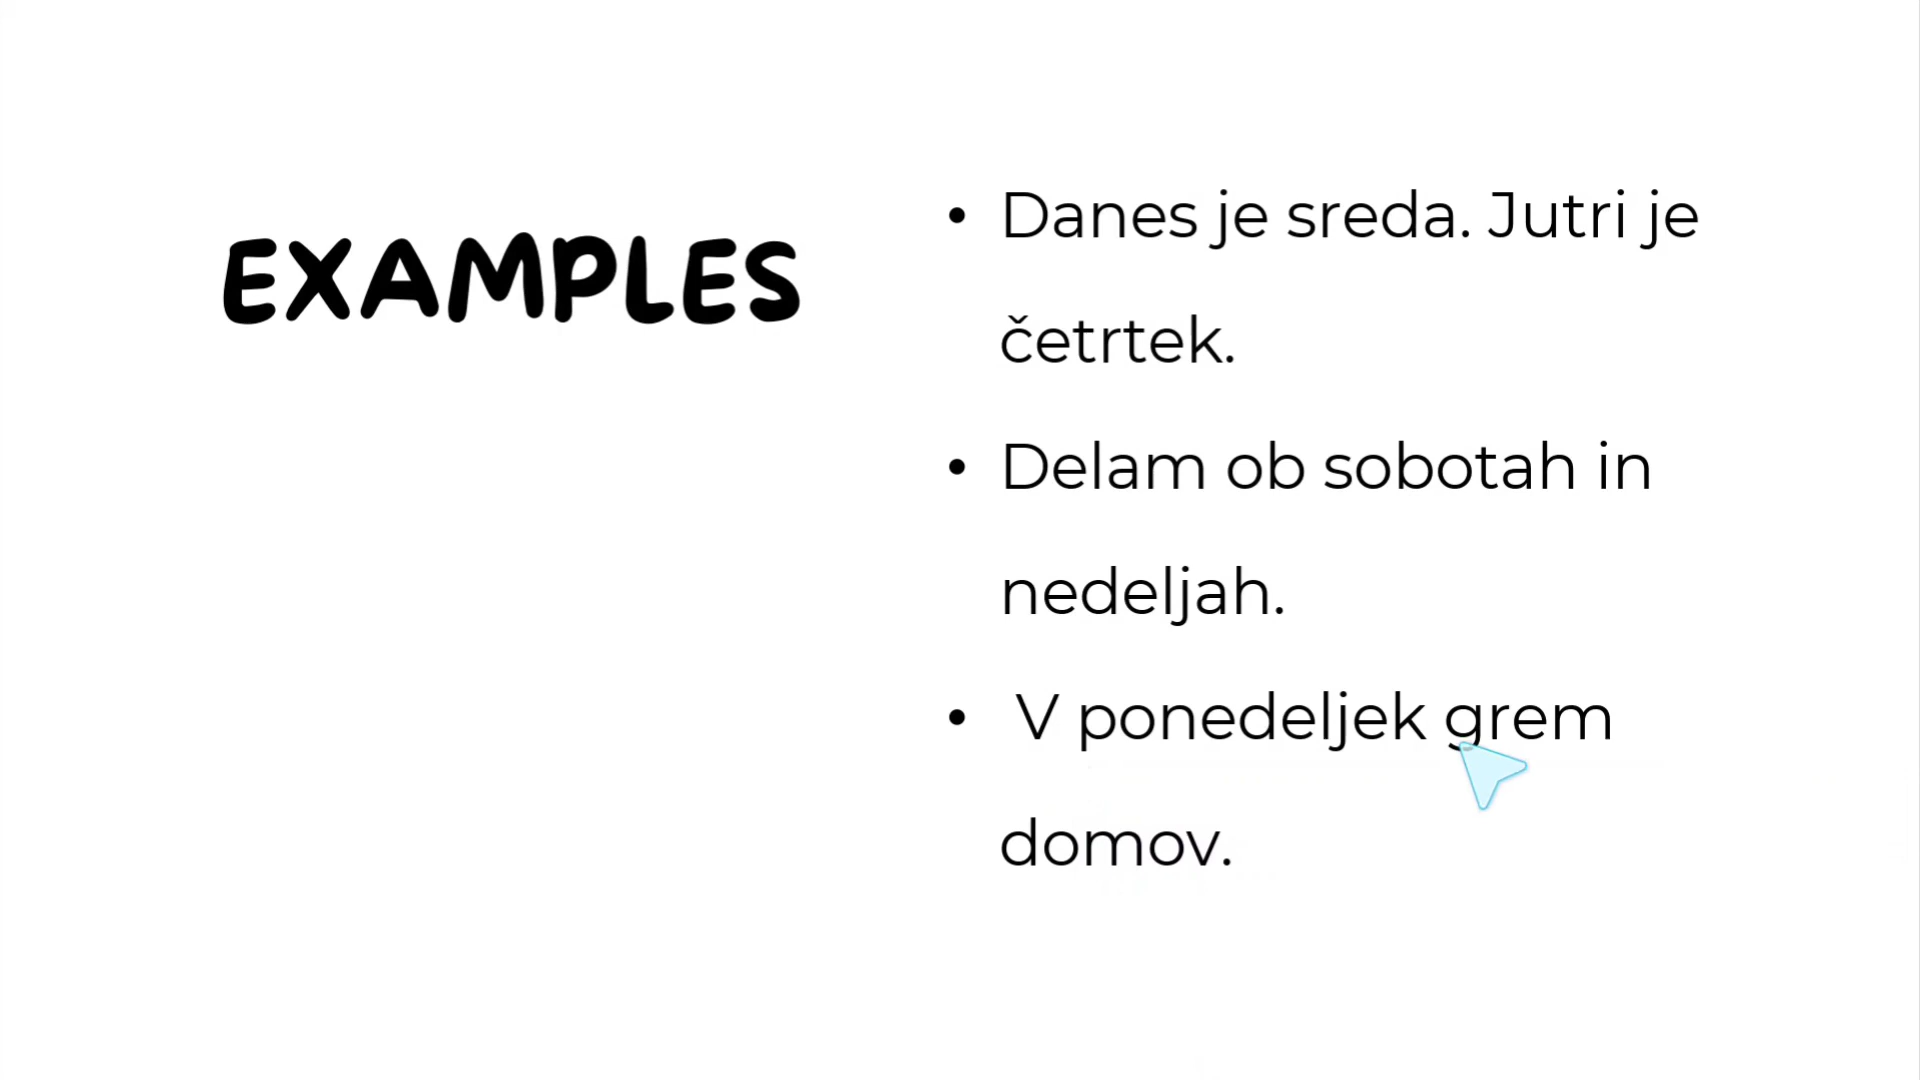 EXAMPLES
• Danes je sreda. Jutri je
četrtek.
• Delam ob sobotah in
nedeljah.
• V ponedeljek grem
domov.